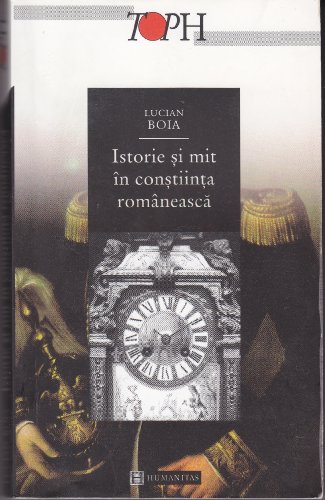 TOPH
LUCIAN
BOIA
Istorie și mit
în conștiința
românească
H HUMANITAS